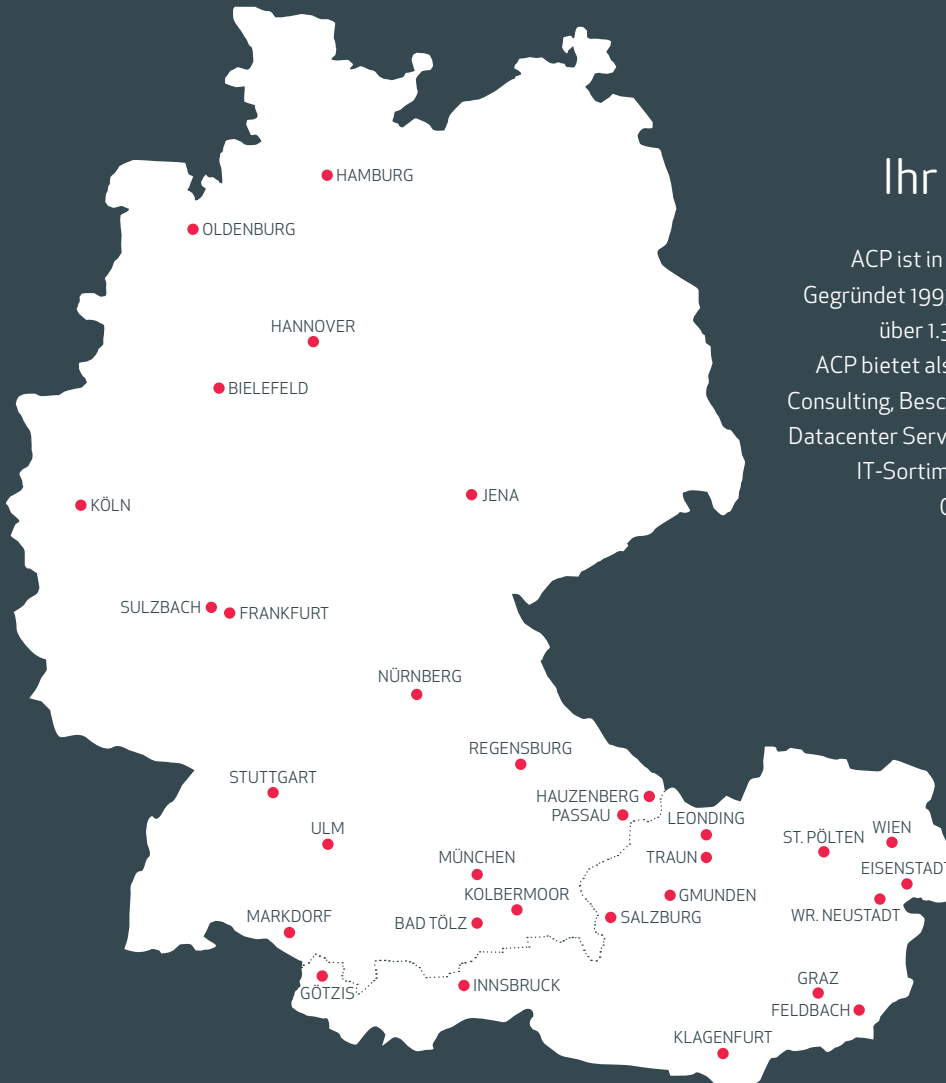 HAMBURG
OLDENBURG
HANNOVER
BIELEFELD
KÖLN
JENA
SULZBACH
FRANKFURT
NÜRNBERG
REGENSBURG
STUTTGART
HAUZENBERG
PASSAU
LEONDING
ULM
ST. PÖLTEN
WIEN
MÜNCHEN
TRAUN
EISENSTADT
KOLBERMOOR
GMUNDEN
MARKDORF
BAD TÖLZ
SALZBURG
WR. NEUSTADT
GÖTZIS
INNSBRUCK
GRAZ
FELDBACH
KLAGENFURT
Ihr
ACP ist in
Gegründet 199
über 1.3
ACP bietet als
Consulting, Besc
Datacenter Serv
IT-Sortim